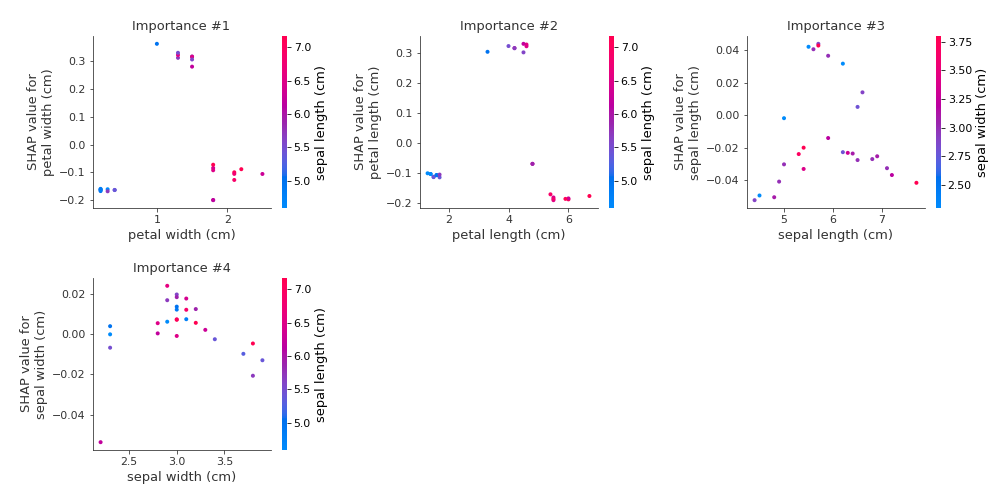 Importance #1
SHAP value for
petal width (cm)
0.3
0.2
0.1
0.0
−0.1
−0.2
1
2
petal width (cm)
7.0
6.5
6.0
5.5
5.0
sepal length (cm)
Importance #2
SHAP value for
petal length (cm)
0.3
0.2
0.1
0.0
−0.1
−0.2
2
4
6
petal length (cm)
7.0
6.5
6.0
5.5
5.0
sepal length (cm)
Importance #3
SHAP value for
sepal length (cm)
0.04
0.02
0.00
−0.02
−0.04
5
6
7
sepal length (cm)
3.75
3.50
3.25
3.00
2.75
2.50
sepal width (cm)
Importance #4
SHAP value for
sepal width (cm)
0.02
0.00
−0.02
−0.04
2.5
3.0
3.5
sepal width (cm)
7.0
6.5
6.0
5.5
5.0
sepal length (cm)